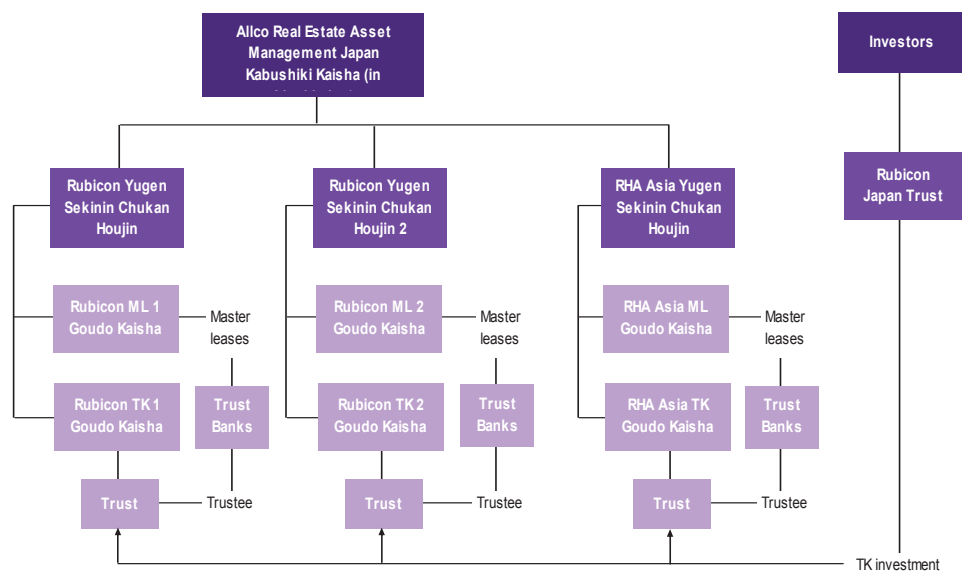 Allco Real Estate Asset
Management Japan
Kabushiki Kaisha (in
Investors
Rubicon Yugen
Sekinin Chukan
Houjin
Rubicon Yugen
Sekinin Chukan
Houjin 2
RHA Asia Yugen
Sekinin Chukan
Houjin
Rubicon
Japan Trust
Rubicon ML 1
Goudo Kaisha
Master
leases
Rubicon ML 2
Goudo Kaisha
Master
leases
RHA Asia ML
Goudo Kaisha
Master
leases
Rubicon TK 1
Goudo Kaisha
Trust
Banks
Rubicon TK 2
Goudo Kaisha
Trust
Banks
RHA Asia TK
Goudo Kaisha
Trust
Banks
Trust
Trustee
Trust
Trustee
Trust
Trustee
TK investment